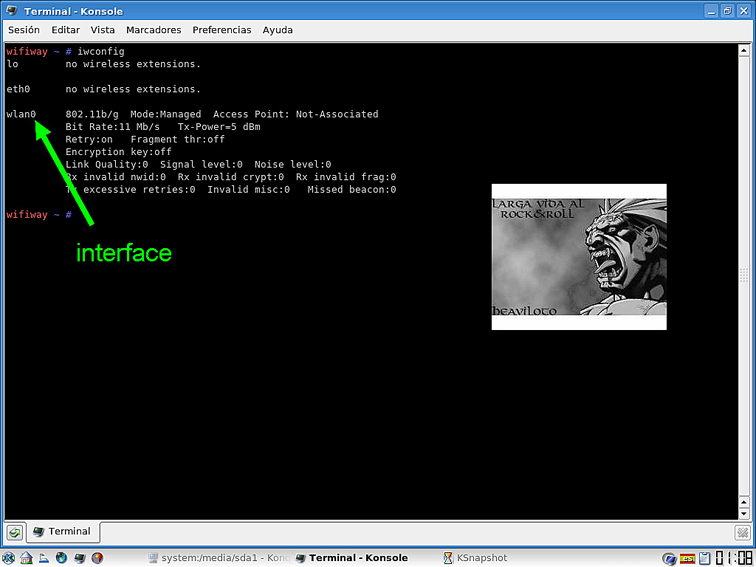 Terminal - Konsole
Sesión Editar Vista Marcadores Preferencias Ayuda
wifiway ~ # iwconfig
lo no wireless extensions.
eth0 no wireless extensions.
wlan0 802.11b/g Mode:Managed Access Point: Not-Associated
Bit Rate:11 Mb/s Tx-Power=5 dBm
Retry:on Fragment thr:off
Encryption key:off
Link Quality:0 Signal level:0 Noise level:0
Rx invalid nwid:0 Rx invalid crypt:0 Rx invalid frag:0
Tx excessive retries:0 Invalid misc:0 Missed beacon:0
wifiway ~ #
interface
LARGA VIDA AL
ROCK&ROLL
heaviloto
Terminal
system:/media/sda1 - Kon
Terminal - Konsole
KSnapshot
01:08